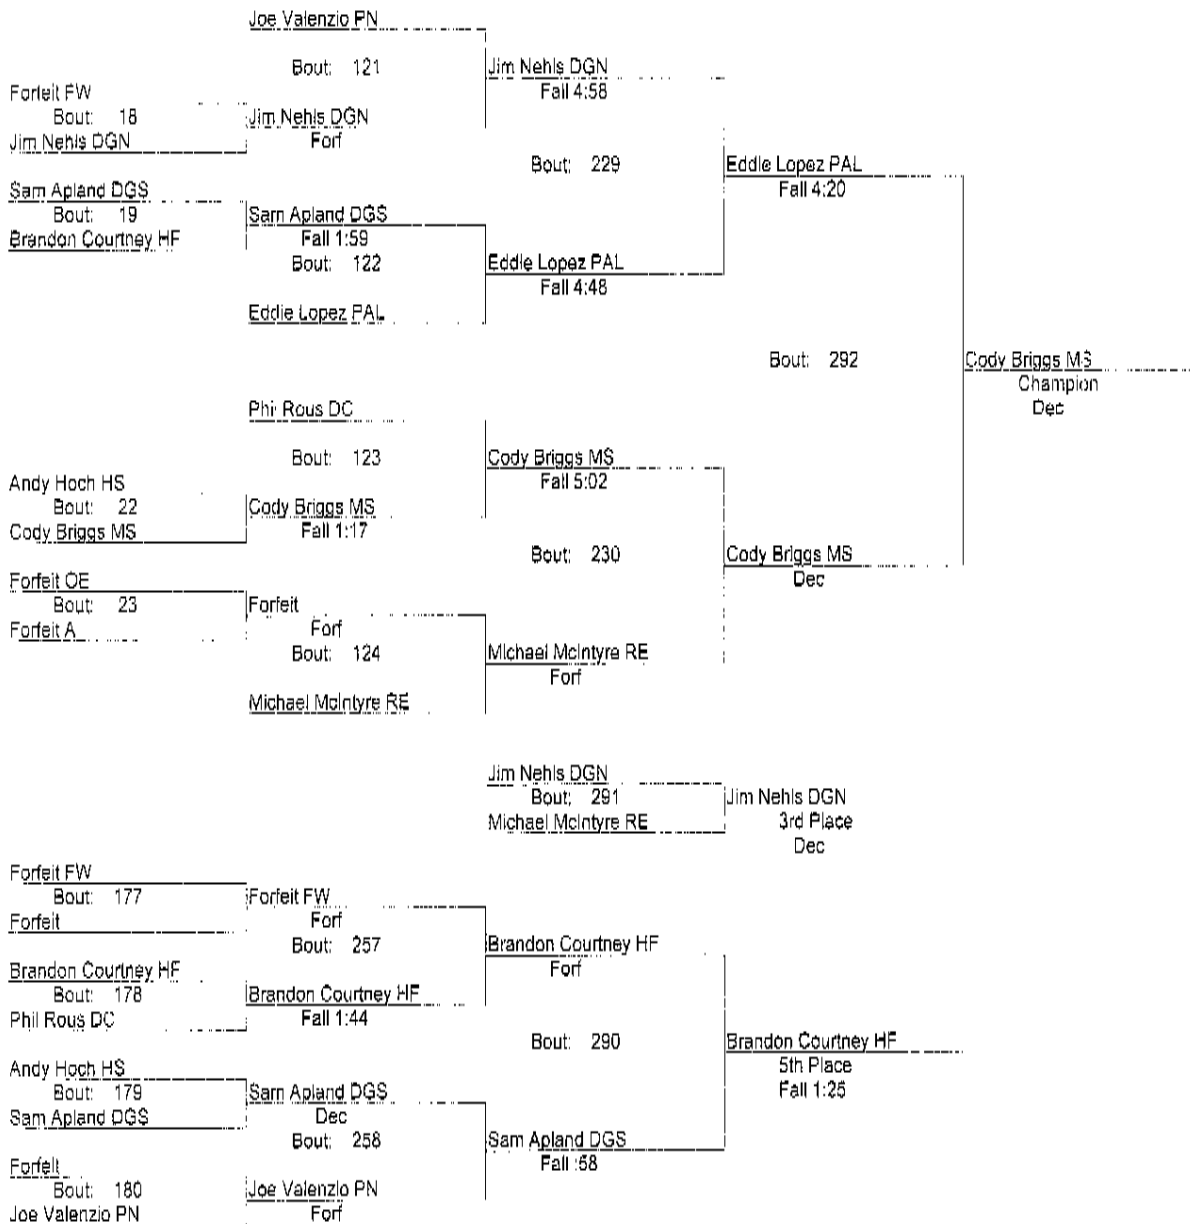 Joe Valenzio PN
Bout: 121
Jim Nehls DGN
Fall 4:58
Forfeit FW
Bout: 18
Jim Nehls DGN
Jim Nehls DGN
Forf
Bout: 229
Eddie Lopez PAL
Fall 4:20
Sam Apland DGS
Bout: 19
Brandon Courtney HF
Sam Apland DGS
Fall 1:59
Bout: 122
Eddie Lopez PAL
Fall 4:48
Eddie Lopez PAL
Bout: 292
Cody Briggs MS
Champion
Dec
Phil Rous DC
Bout: 123
Cody Briggs MS
Fall 5:02
Andy Hoch HS
Bout: 22
Cody Briggs MS
Cody Briggs MS
Fall 1:17
Bout: 230
Cody Briggs MS
Dec
Forfeit OE
Bout: 23
Forfeit A
Forfeit
Forf
Bout: 124
Michael McIntyre RE
Forf
Michael McIntyre RE
Jim Nehls DGN
Bout: 291
Michael McIntyre RE
Jim Nehls DGN
3rd Place
Dec
Forfeit FW
Bout: 177
Forfeit
Forfeit FW
Forf
Bout: 257
Brandon Courtney HF
Forf
Brandon Courtney HF
Bout: 178
Phil Rous DC
Brandon Courtney HF
Fall 1:44
Bout: 290
Brandon Courtney HF
5th Place
Fall 1:25
Andy Hoch HS
Bout: 179
Sam Apland DGS
Sam Apland DGS
Dec
Bout: 258
Sam Apland DGS
Fall :58
Forfeit
Bout: 180
Joe Valenzio PN
Joe Valenzio PN
Forf